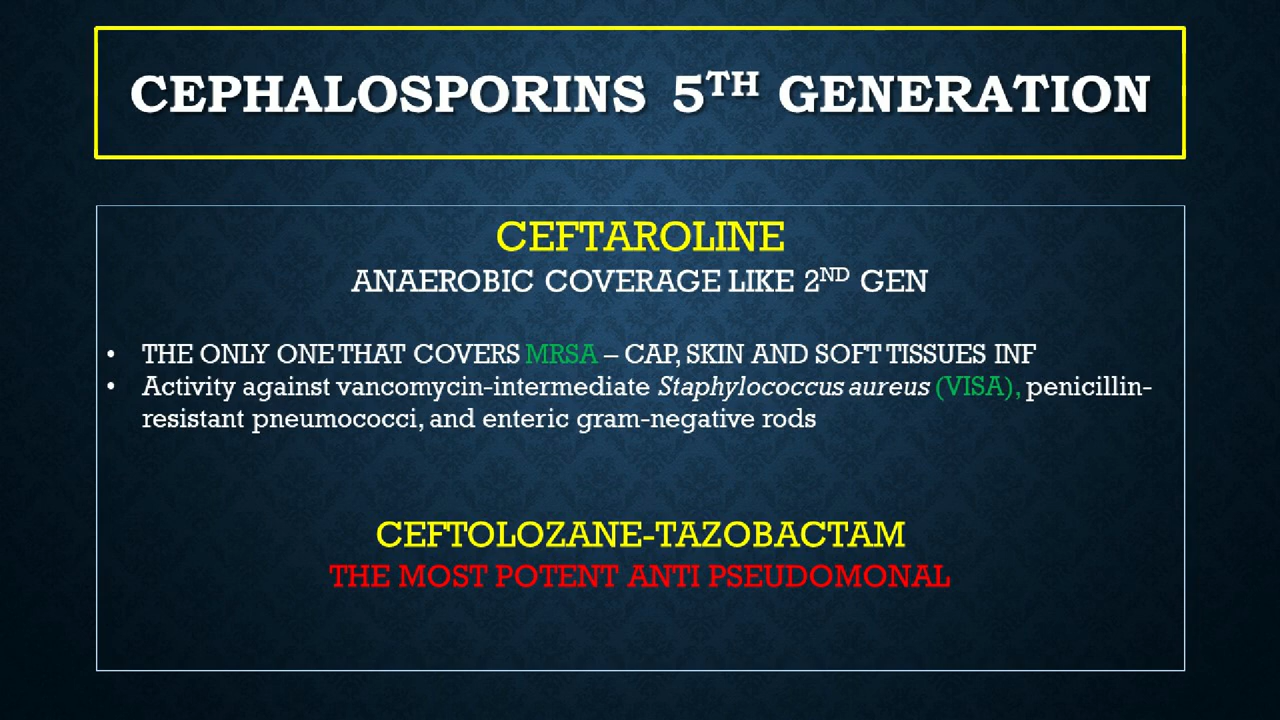 CEPHALOSPORINS 5TH GENERATION
CEFTAROLINE
ANAEROBIC COVERAGE LIKE 2ND GEN
• THE ONLY ONE THAT COVERS MRSA – CAP, SKIN AND SOFT TISSUES INF
• Activity against vancomycin-intermediate Staphylococcus aureus (VISA), penicillin-
resistant pneumococci, and enteric gram-negative rods
CEFTOLOZANE-TAZOBACTAM
THE MOST POTENT ANTI PSEUDOMONAL